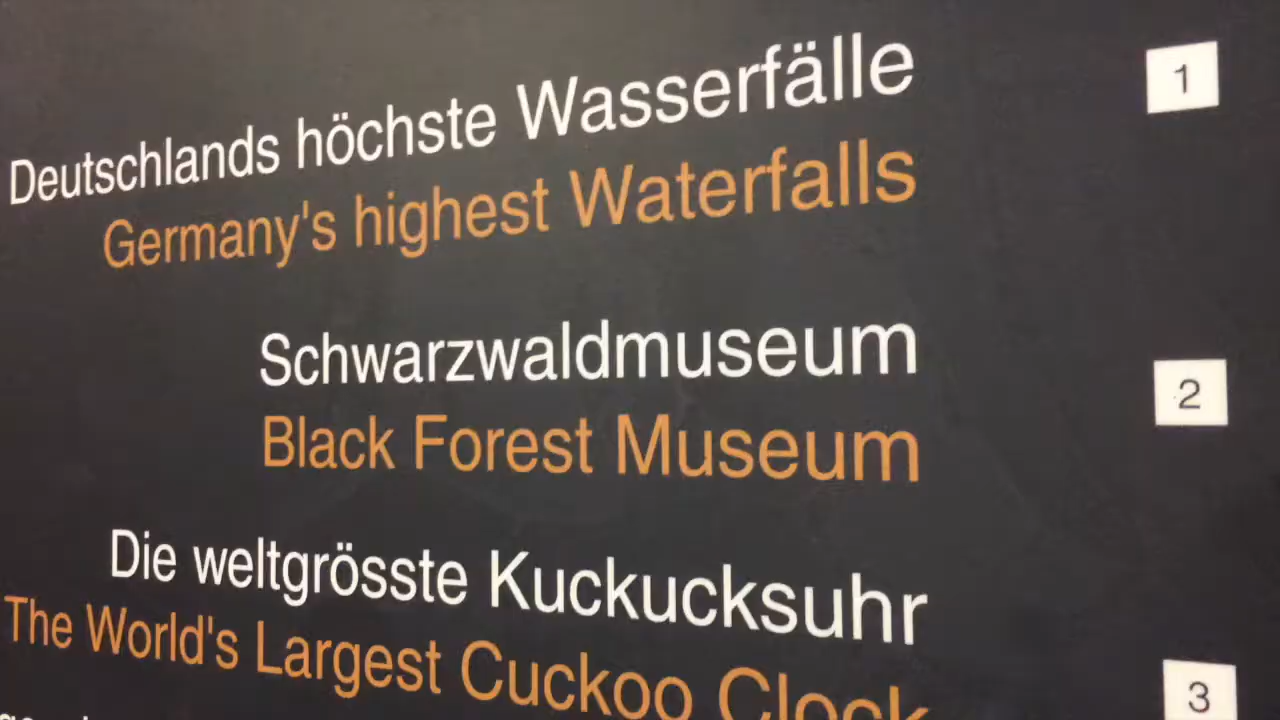 Deutschlands höchste Wasserfälle
1
Germany's highest Waterfalls
Schwarzwaldmuseum
2
Black Forest Museum
Die weltgrösste Kuckucksuhr
The World's Largest Cuckoo Clock
3